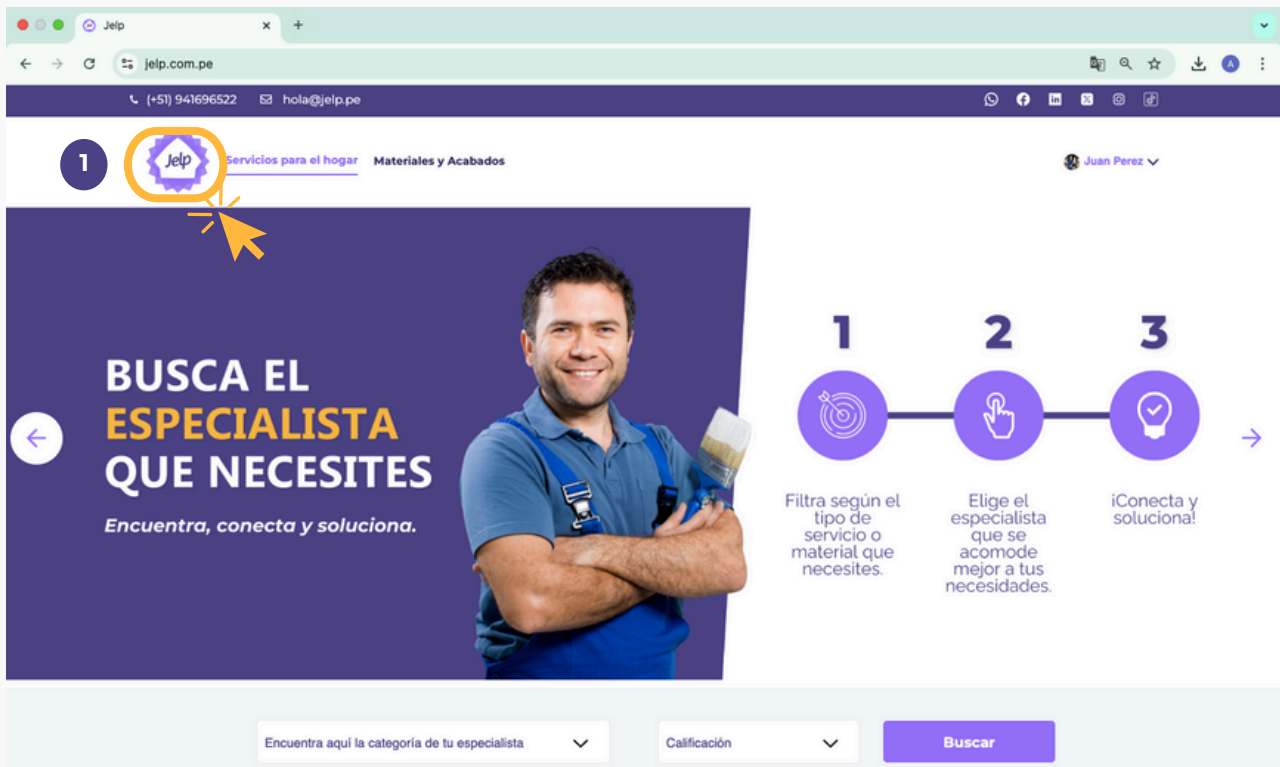 Jelp
jelp.com.pe
A
(+51) 941696522 hola@jelp.pe
1
Jelp
Servicios para el hogar Materiales y Acabados
Juan Perez
BUSCA EL
ESPECIALISTA
QUE NECESITES
Encuentra, conecta y soluciona.
1
Filtra según el
tipo de
servicio o
material que
necesites.
2
Elige el
especialista
que se
acomode
mejor a tus
necesidades.
3
¡Conecta y
soluciona!
Encuentra aquí la categoría de tu especialista
Calificación
Buscar